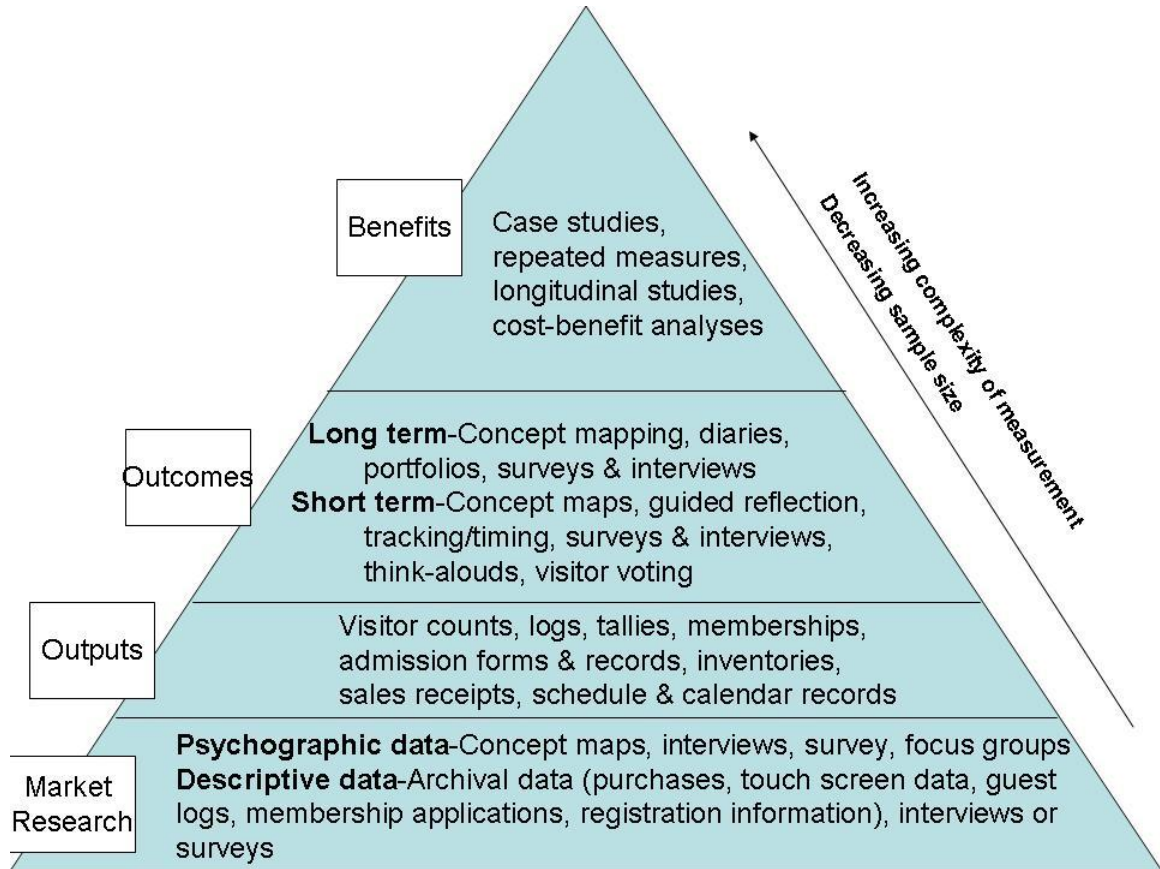 Benefits
Case studies,
repeated measures,
longitudinal studies,
cost-benefit analyses
Increasing complexity of measurement
Decreasing sample size
Outcomes
Long term-Concept mapping, diaries,
portfolios, surveys & interviews
Short term-Concept maps, guided reflection,
tracking/timing, surveys & interviews,
think-alouds, visitor voting
Outputs
Visitor counts, logs, tallies, memberships,
admission forms & records, inventories,
sales receipts, schedule & calendar records
Market
Research
Psychographic data-Concept maps, interviews, survey, focus groups
Descriptive data-Archival data (purchases, touch screen data, guest
logs, membership applications, registration information), interviews or
surveys